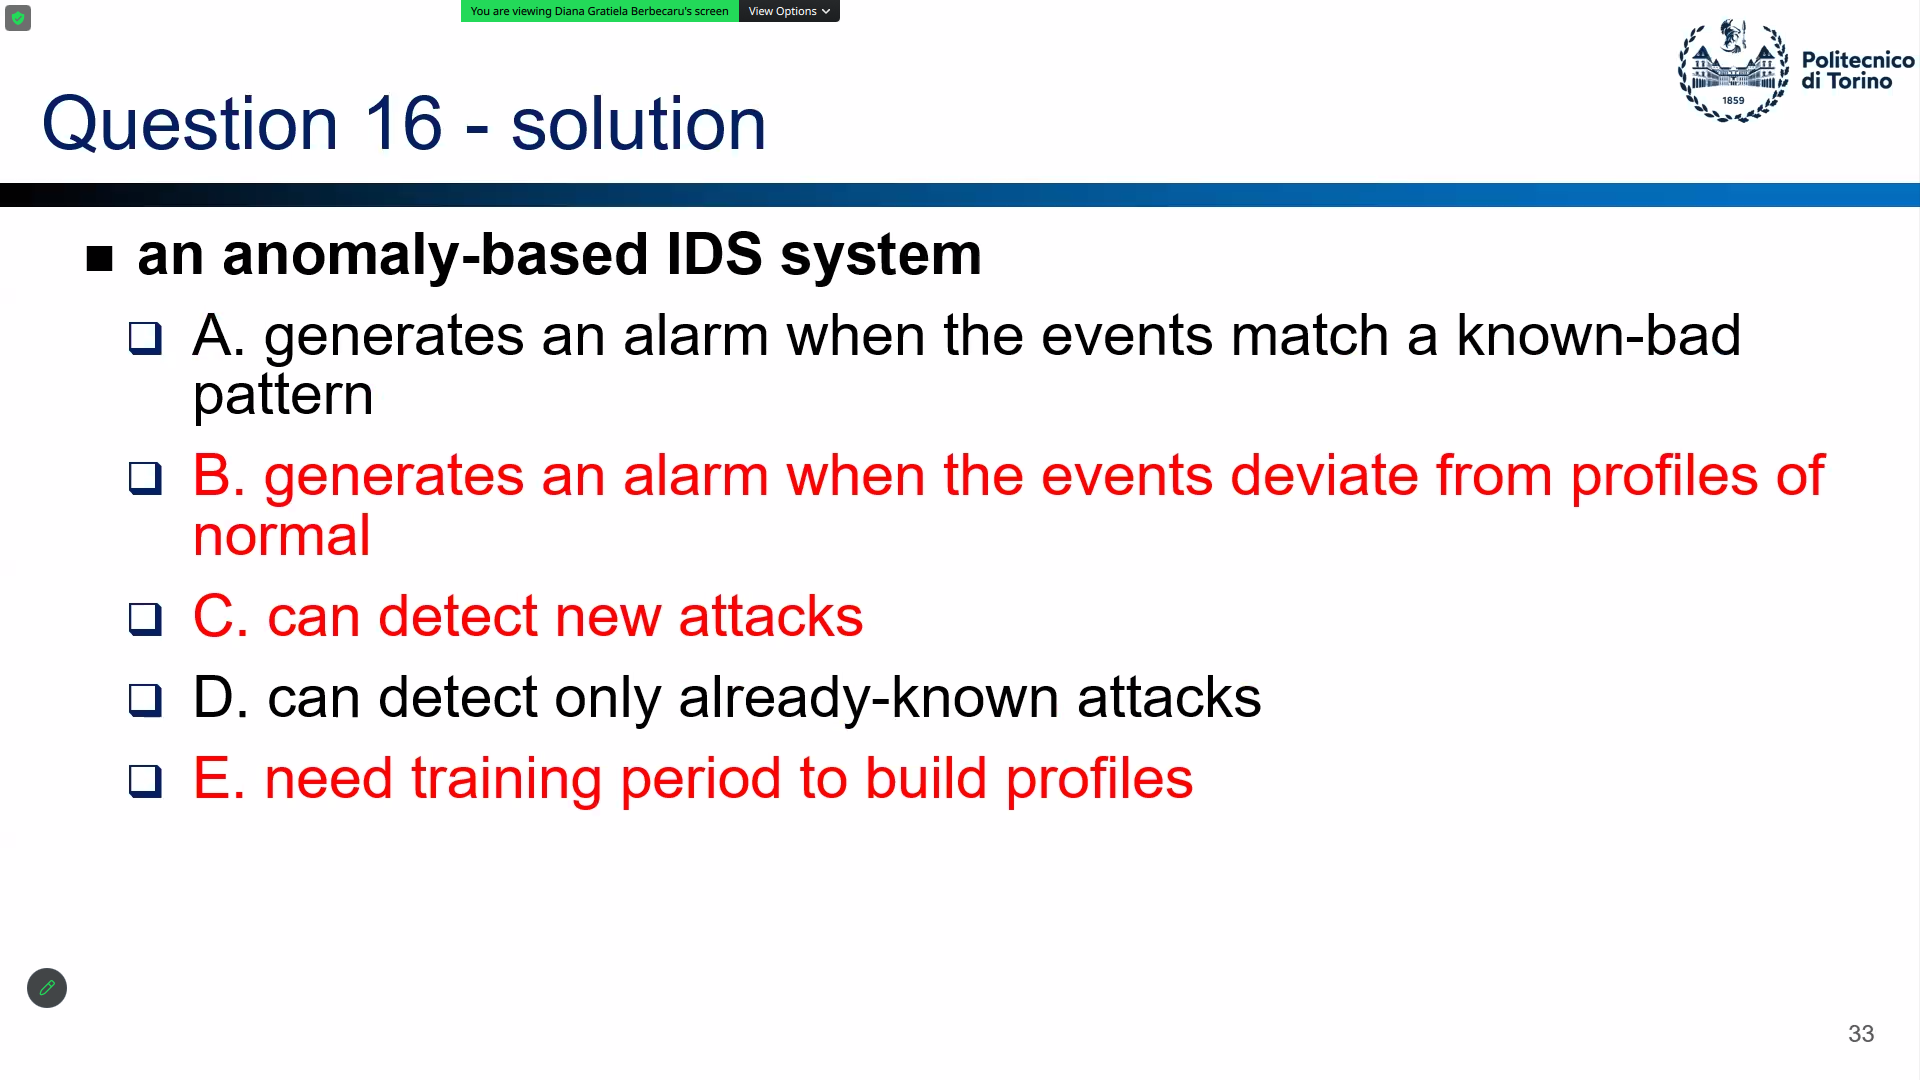 You are viewing Diana Gratiela Berbecaru's screen
View Options
Politecnico
di Torino
1859
Question 16 - solution
an anomaly-based IDS system
A. generates an alarm when the events match a known-bad
pattern
B. generates an alarm when the events deviate from profiles of
normal
C. can detect new attacks
D. can detect only already-known attacks
E. need training period to build profiles
33